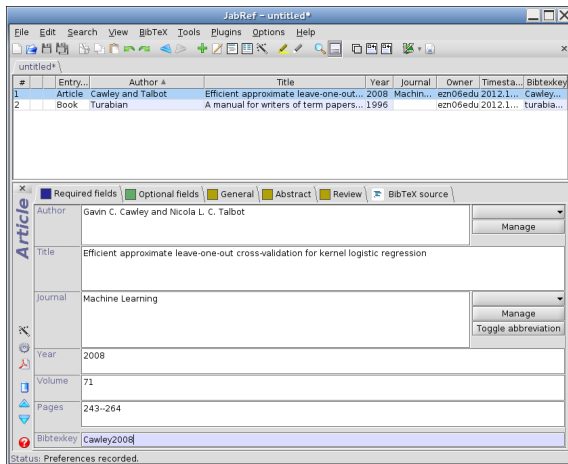 JabRef - untitled*
File Edit Search View BibTeX Tools Plugins Options Help
untitled*
# Entry... Author Title Year Journal Owner Timesta... Bibtexkey
1 Article Cawley and Talbot Efficient approximate leave-one-out... 2008 Machin... ezn06edu 2012.1... Cawley...
2 Book Turabian A manual for writers of term papers... 1996 ezn06edu 2012.1... turabia...
Required fields Optional fields General Abstract Review BibTeX source
Article
Author Gavin C. Cawley and Nicola L. C. Talbot
Manage
Title Efficient approximate leave-one-out cross-validation for kernel logistic regression
Journal Machine Learning
Manage
Toggle abbreviation
Year 2008
Volume 71
Pages 243--264
Bibtexkey Cawley2008
Status: Preferences recorded.